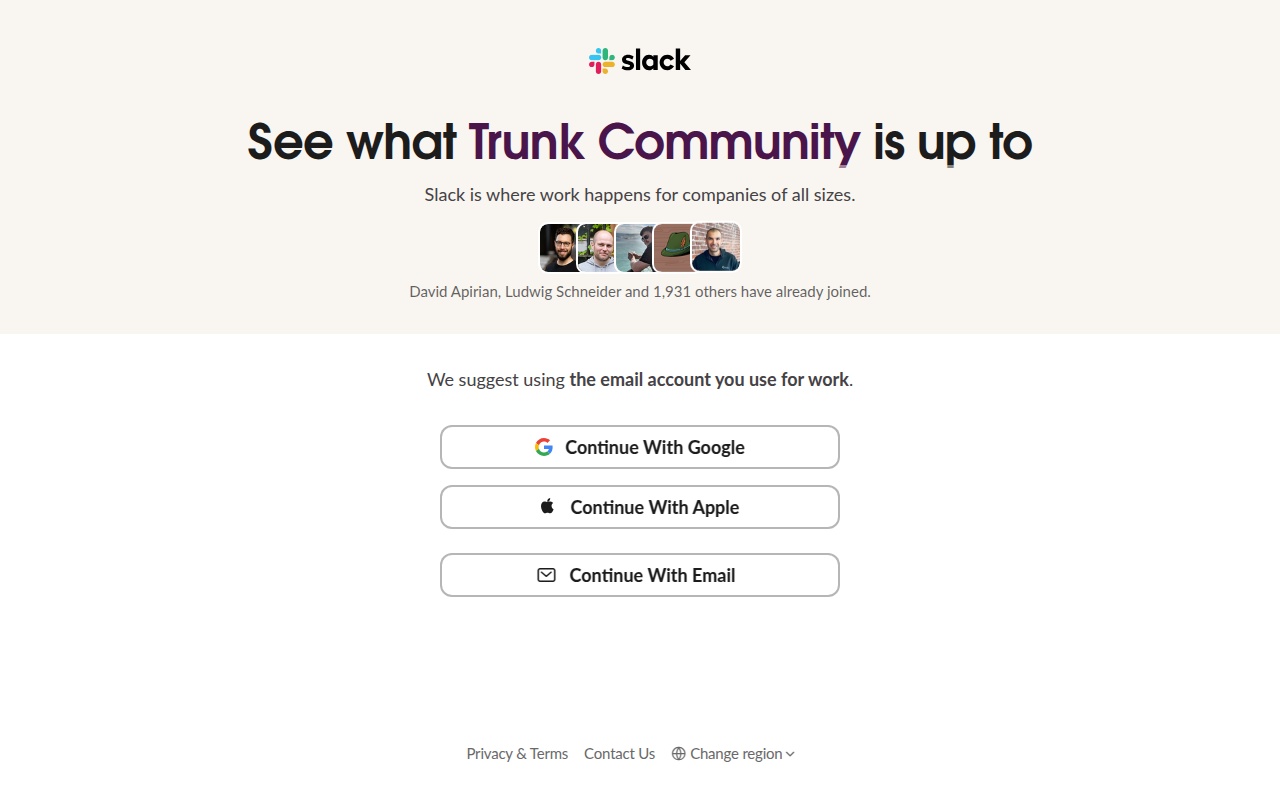 slack
See what Trunk Community is up to
Slack is where work happens for companies of all sizes.
David Apirian, Ludwig Schneider and 1,931 others have already joined.
We suggest using the email account you use for work.
Continue With Google
Continue With Apple
Continue With Email
Privacy & Terms Contact Us Change region